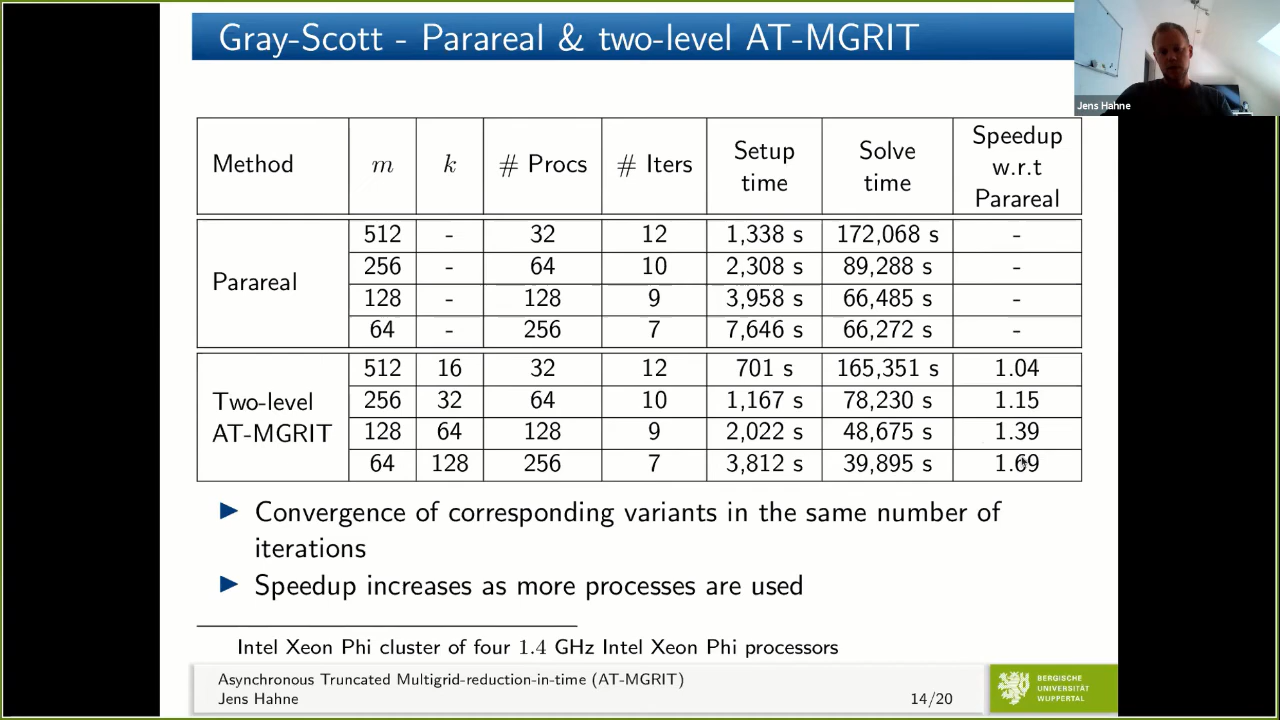 Gray-Scott - Parareal & two-level AT-MGRIT
Jens Hahne
Method m k # Procs # Iters Setup time Solve time Speedup w.r.t Parareal
Parareal
512 - 32 12 1,338 s 172,068 s -
256 - 64 10 2,308 s 89,288 s -
128 - 128 9 3,958 s 66,485 s -
64 - 256 7 7,646 s 66,272 s -
Two-level AT-MGRIT
512 16 32 12 701 s 165,351 s 1.04
256 32 64 10 1,167 s 78,230 s 1.15
128 64 128 9 2,022 s 48,675 s 1.39
64 128 256 7 3,812 s 39,895 s 1.69
Convergence of corresponding variants in the same number of
iterations
Speedup increases as more processes are used
Intel Xeon Phi cluster of four 1.4 GHz Intel Xeon Phi processors
Asynchronous Truncated Multigrid-reduction-in-time (AT-MGRIT)
Jens Hahne
14/20
BERGISCHE
UNIVERSITÄT
WUPPERTAL